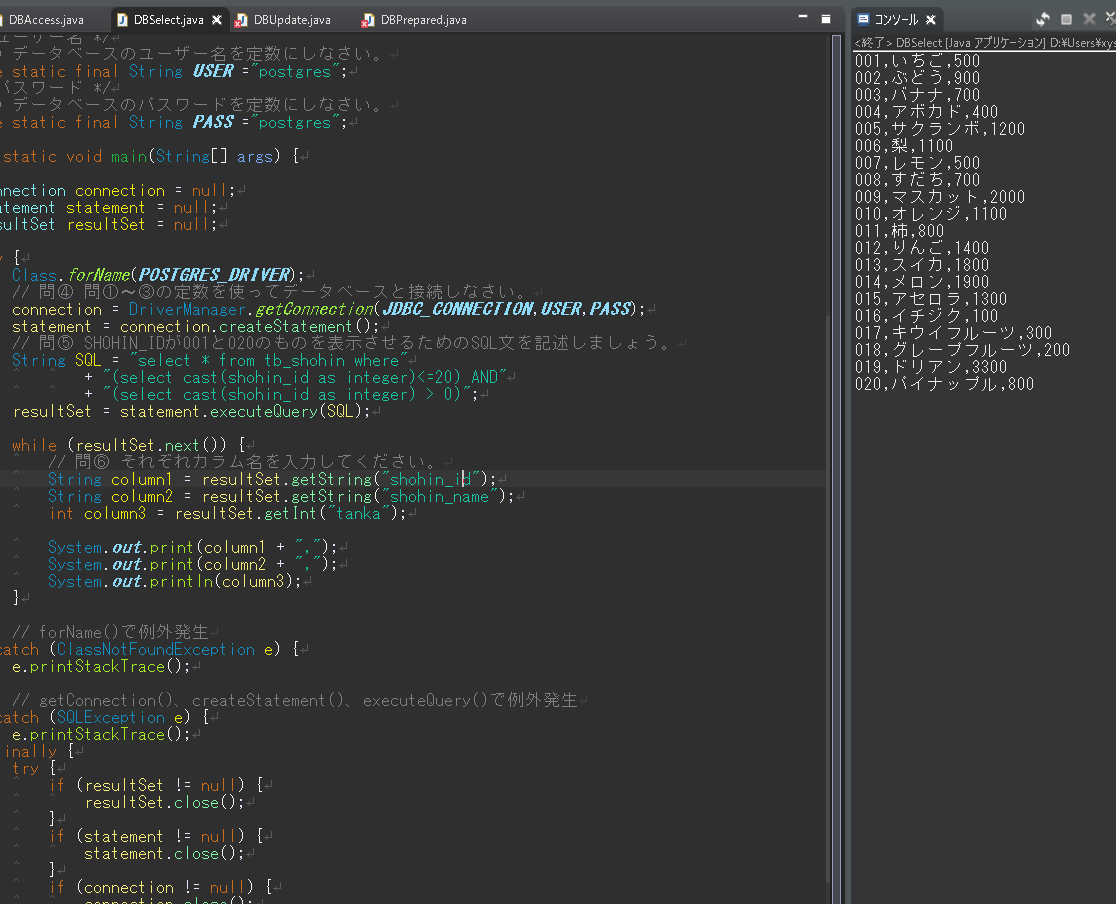 DBAccess.java DBSelect.java DBUpdate.java DBPrepared.java
ユーザー名 */
データベースのユーザー名を定数にしなさい。
static final String USER ="postgres";
パスワード */
データベースのパスワードを定数にしなさい。
static final String PASS ="postgres";
static void main(String[] args) {
nnection connection = null;
atement statement = null;
sultSet resultSet = null;
{
Class.forName(POSTGRES_DRIVER);
// 問④ 問①～③の定数を使ってデータベースと接続しなさい。
connection = DriverManager.getConnection(JDBC_CONNECTION,USER,PASS);
statement = connection.createStatement();
// 問⑤ SHOHIN_IDが001と020のものを表示させるためのSQL文を記述しましょう。
String SQL = "select * from tb_shohin where"
+ "(select cast(shohin_id as integer)<=20) AND"
+ "(select cast(shohin_id as integer) > 0)";
resultSet = statement.executeQuery(SQL);
while (resultSet.next()) {
// 問⑥ それぞれカラム名を入力してください。
String column1 = resultSet.getString("shohin_id");
String column2 = resultSet.getString("shohin_name");
int column3 = resultSet.getInt("tanka");
System.out.print(column1 + ",");
System.out.print(column2 + ",");
System.out.println(column3);
}
// forName()で例外発生
catch (ClassNotFoundException e) {
e.printStackTrace();
// getConnection()、createStatement()、executeQuery()で例外発生
catch (SQLException e) {
e.printStackTrace();
inally {
try {
if (resultSet != null) {
resultSet.close();
}
if (statement != null) {
statement.close();
}
if (connection != null) {
connection.close();
コンソール
<終了> DBSelect [Java アプリケーション] D:¥Users¥xys
001,いちご,500
002,ぶどう,900
003,バナナ,700
004,アボカド,400
005,サクランボ,1200
006,梨,1100
007,レモン,500
008,すだち,700
009,マスカット,2000
010,オレンジ,1100
011,柿,800
012,りんご,1400
013,スイカ,1800
014,メロン,1900
015,アセロラ,1300
016,イチジク,100
017,キウイフルーツ,300
018,グレープフルーツ,200
019,ドリアン,3300
020,パイナップル,800